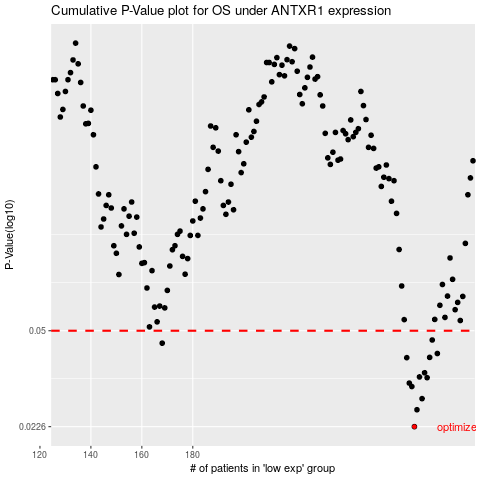 Cumulative P-Value plot for OS under ANTXR1 expression
P-Value(log10)
0.05
0.0226
optimize
120 140 160 180
# of patients in 'low exp' group